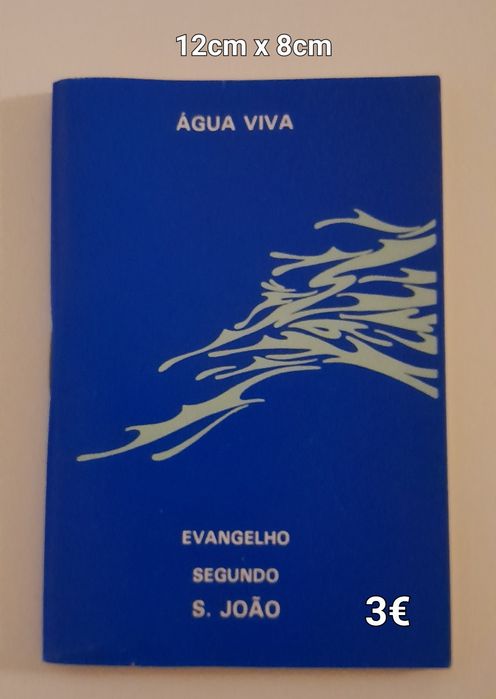 12cm x 8cm
ÁGUA VIVA
EVANGELHO
SEGUNDO
S. JOÃO
3€